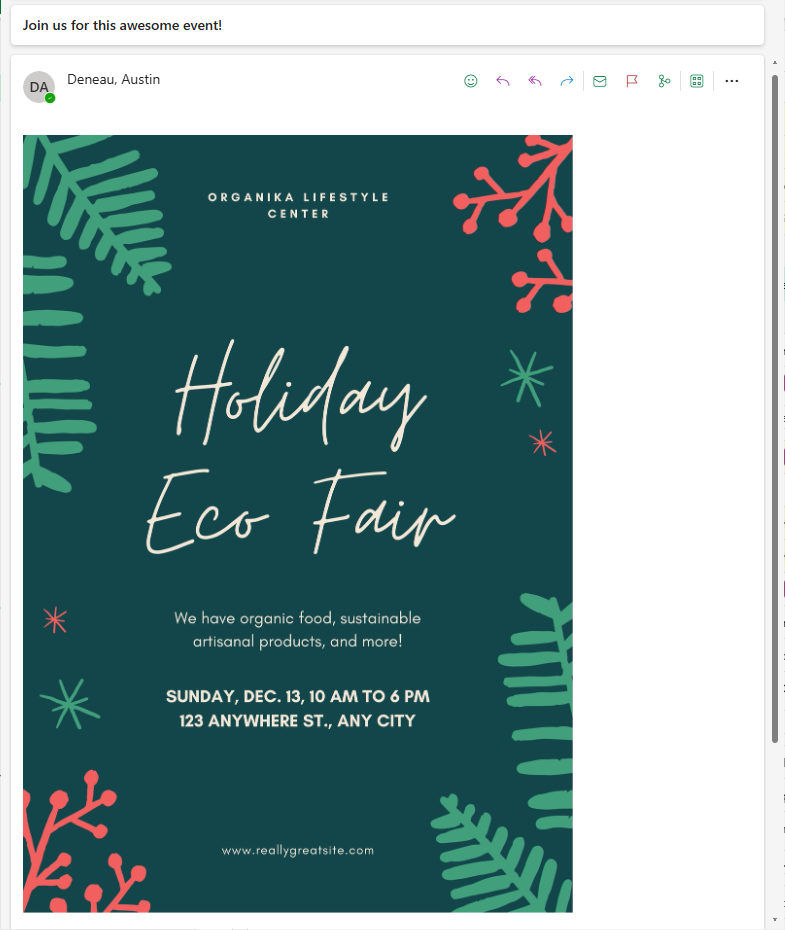 Join us for this awesome event!
DA
Deneau, Austin
ORGANIKA LIFESTYLE
CENTER
Holiday
Eco Fair
We have organic food, sustainable
artisanal products, and more!
SUNDAY, DEC. 13, 10 AM TO 6 PM
123 ANYWHERE ST., ANY CITY
www.reallygreatsite.com